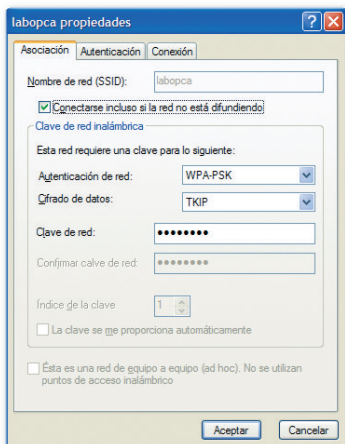 labopca propiedades
Asociación Autenticación Conexión
Nombre de red (SSID): labopca
Conectarse incluso si la red no está difundiendo
Clave de red inalámbrica
Esta red requiere una clave para lo siguiente:
Autenticación de red: WPA-PSK
Cifrado de datos: TKIP
Clave de red: ••••••••
Confirmar calve de red: ••••••••
Índice de la clave 1
La clave se me proporciona automáticamente
Ésta es una red de equipo a equipo (ad hoc). No se utilizan
puntos de acceso inalámbrico
Aceptar Cancelar